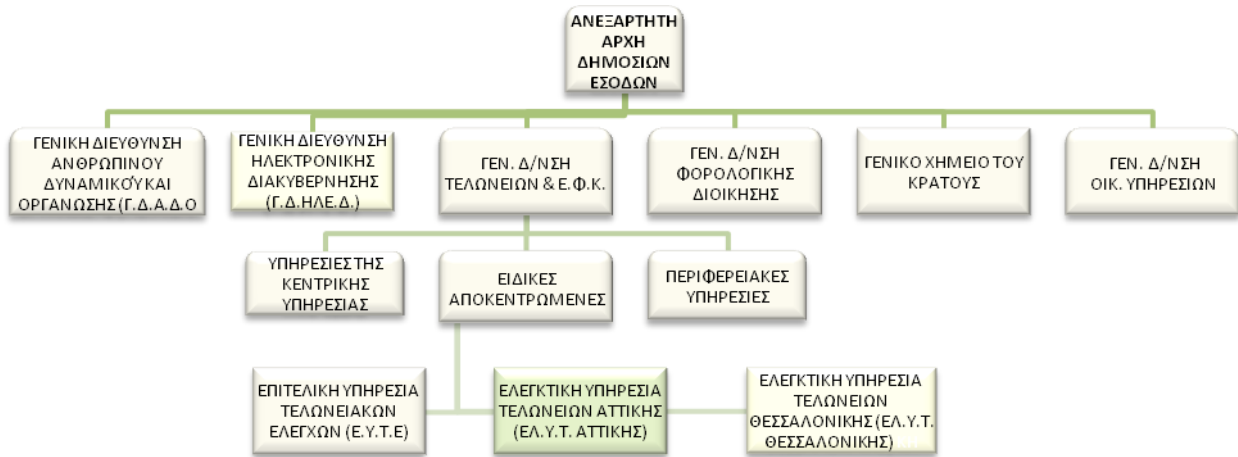 ΑΝΕΞΑΡΤΗΤΗ
ΑΡΧΗ
ΔΗΜΟΣΙΩΝ
ΕΣΟΔΩΝ
ΓΕΝΙΚΗ ΔΙΕΥΘΥΝΣΗ
ΑΝΘΡΩΠΙΝΟΥ
ΔΥΝΑΜΙΚΟΎ ΚΑΙ
ΟΡΓΑΝΩΣΗΣ (Γ.Δ.Α.Δ.Ο
ΓΕΝΙΚΗ ΔΙΕΥΘΥΝΣΗ
ΗΛΕΚΤΡΟΝΙΚΗΣ
ΔΙΑΚΥΒΕΡΝΗΣΗΣ
(Γ.Δ.ΗΛΕ.Δ.)
ΓΕΝ. Δ/ΝΣΗ
ΤΕΛΩΝΕΙΩΝ & Ε.Φ.Κ.
ΓΕΝ. Δ/ΝΣΗ
ΦΟΡΟΛΟΓΙΚΗΣ
ΔΙΟΙΚΗΣΗΣ
ΓΕΝΙΚΟ ΧΗΜΕΙΟ ΤΟΥ
ΚΡΑΤΟΥΣ
ΓΕΝ. Δ/ΝΣΗ
ΟΙΚ. ΥΠΗΡΕΣΙΩΝ
ΥΠΗΡΕΣΙΕΣ ΤΗΣ
ΚΕΝΤΡΙΚΗΣ
ΥΠΗΡΕΣΙΑΣ
ΕΙΔΙΚΕΣ
ΑΠΟΚΕΝΤΡΩΜΕΝΕΣ
ΠΕΡΙΦΕΡΕΙΑΚΕΣ
ΥΠΗΡΕΣΙΕΣ
ΕΠΙΤΕΛΙΚΗ ΥΠΗΡΕΣΙΑ
ΤΕΛΩΝΕΙΑΚΩΝ
ΕΛΕΓΧΩΝ (Ε.Υ.Τ.Ε)
ΕΛΕΓΚΤΙΚΗ ΥΠΗΡΕΣΙΑ
ΤΕΛΩΝΕΙΩΝ ΑΤΤΙΚΗΣ
(ΕΛ.Υ.Τ. ΑΤΤΙΚΗΣ)
ΕΛΕΓΚΤΙΚΗ ΥΠΗΡΕΣΙΑ
ΤΕΛΩΝΕΙΩΝ
ΘΕΣΣΑΛΟΝΙΚΗΣ (ΕΛ.Υ.Τ.
ΘΕΣΣΑΛΟΝΙΚΗΣ)